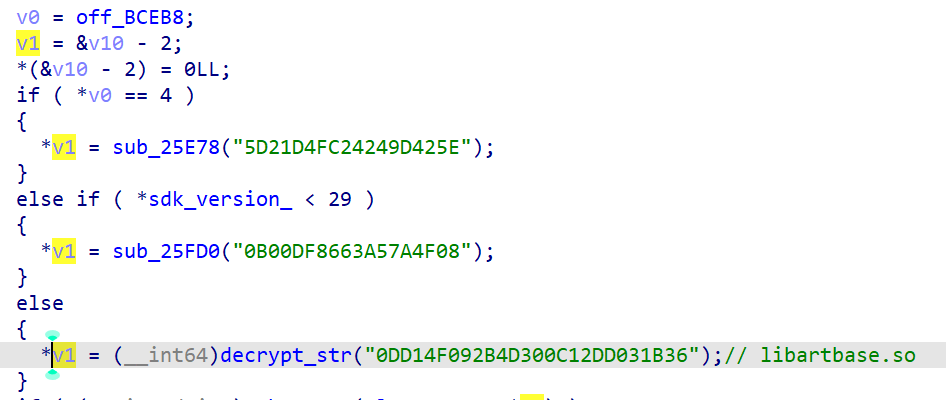 v0 = off_BCEB8;
v1 = &v10 - 2;
*(&v10 - 2) = 0LL;
if ( *v0 == 4 )
{
*v1 = sub_25E78("5D21D4FC24249D425E");
}
else if ( *sdk_version_ < 29 )
{
*v1 = sub_25FD0("0B00DF8663A57A4F08");
}
else
{
*v1 = (__int64)decrypt_str("0DD14F092B4D300C12DD031B36");// libartbase.so
}